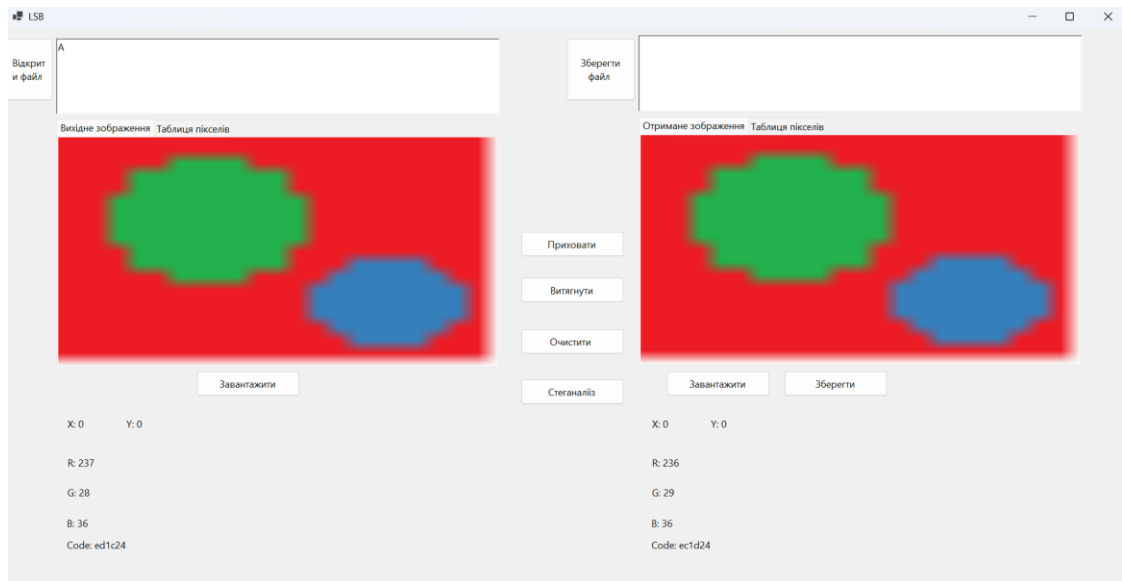 LSB
Відкрит
и файл
А
Зберегти
файл
Вихідне зображення Таблиця пікселів
Отримане зображення Таблиця пікселів
Приховати
Витягнути
Очистити
Стеганаліїз
Завантажити
Завантажити Зберегти
X: 0 Y: 0
R: 237
G: 28
B: 36
Code: ed1c24
X: 0 Y: 0
R: 236
G: 29
B: 36
Code: ec1d24